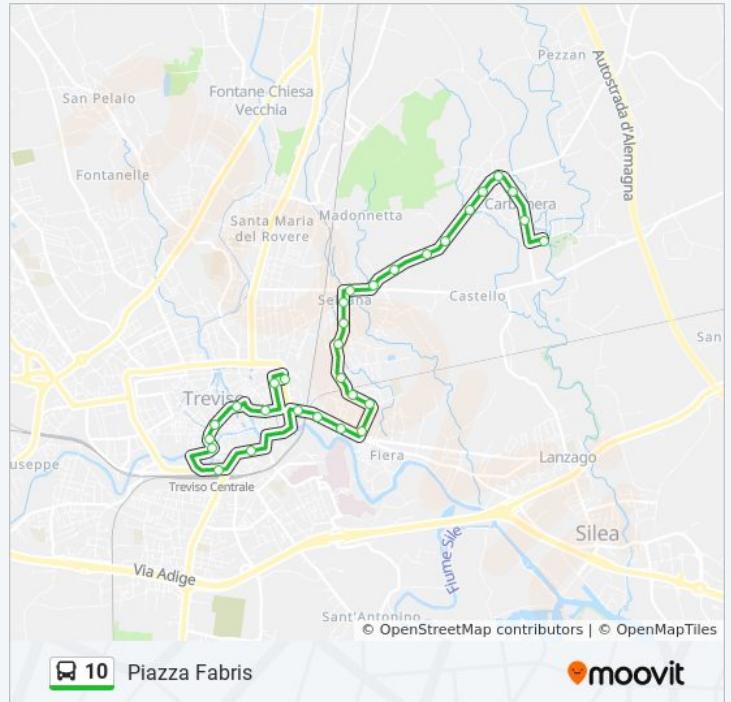 Pezzan
Autostrada d'Alemagna
San Pelaio
Fontane Chiesa
Vecchia
Fontanelle
Santa Maria
del Rovere
Madonnetta
Carbonera
Castello
San
Treviso
Fiera
Lanzago
useppe
Treviso Centrale
Silea
Fiume Sile
Via Adige
Sant'Antonino
© OpenStreetMap contributors | © OpenMapTiles
10 Piazza Fabris
moovit